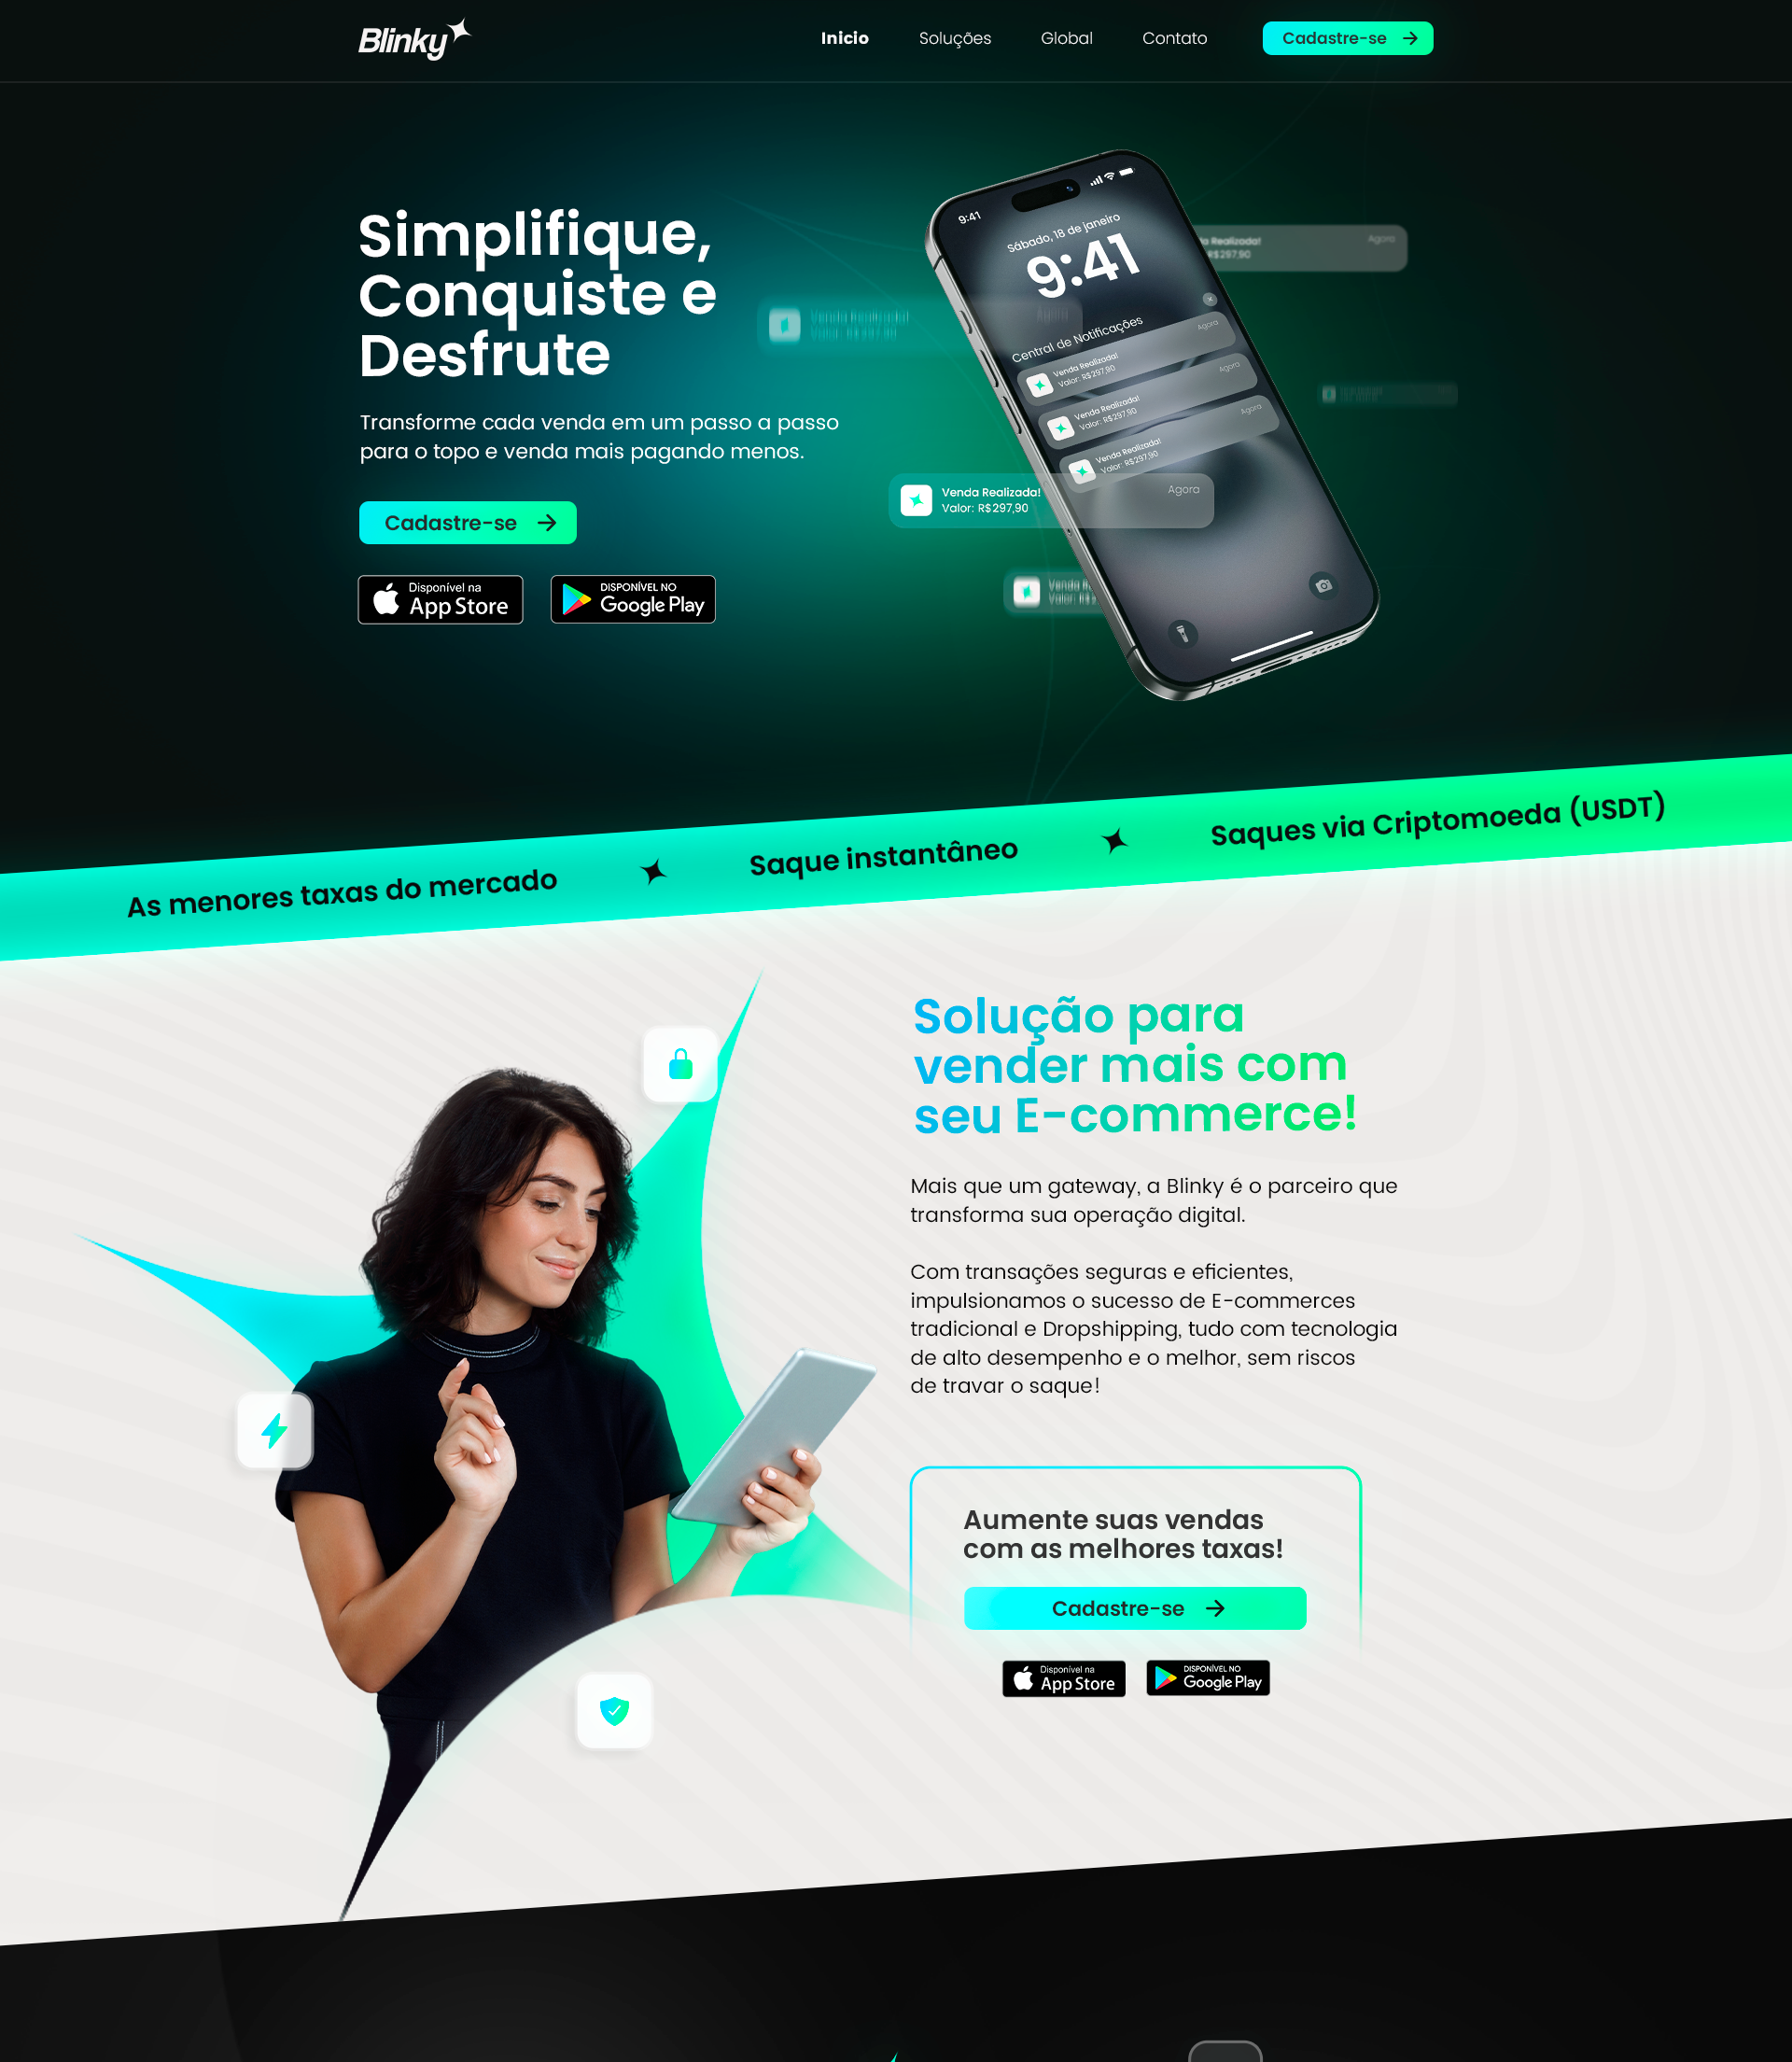 Blinky
Inicio
Soluções
Global
Contato
Cadastre-se
Simplifique,
Conquiste e
Desfrute
Transforme cada venda em um passo a passo
para o topo e venda mais pagando menos.
Cadastre-se
Disponível na
App Store
DISPONÍVEL NO
Google Play
9:41
Sábado, 18 de janeiro
9:41
Central de Notificações
Venda Realizada!
Agora
Valor: R$297,90
Venda Realizada!
Agora
Valor: R$297,90
Venda Realizada!
Agora
Valor: R$297,90
Realizada!
Agora
R$297,90
Venda Realizada!
Agora
Valor: R$297,90
Venda
Valor:
As menores taxas do mercado
Saque instantâneo
Saques via Criptomoeda (USDT)
Solução para
vender mais com
seu E-commerce!
Mais que um gateway, a Blinky é o parceiro que
transforma sua operação digital.
Com transações seguras e eficientes,
impulsionamos o sucesso de E-commerces
tradicional e Dropshipping, tudo com tecnologia
de alto desempenho e o melhor, sem riscos
de travar o saque!
Aumente suas vendas
com as melhores taxas!
Cadastre-se
Disponível na
App Store
DISPONÍVEL NO
Google Play